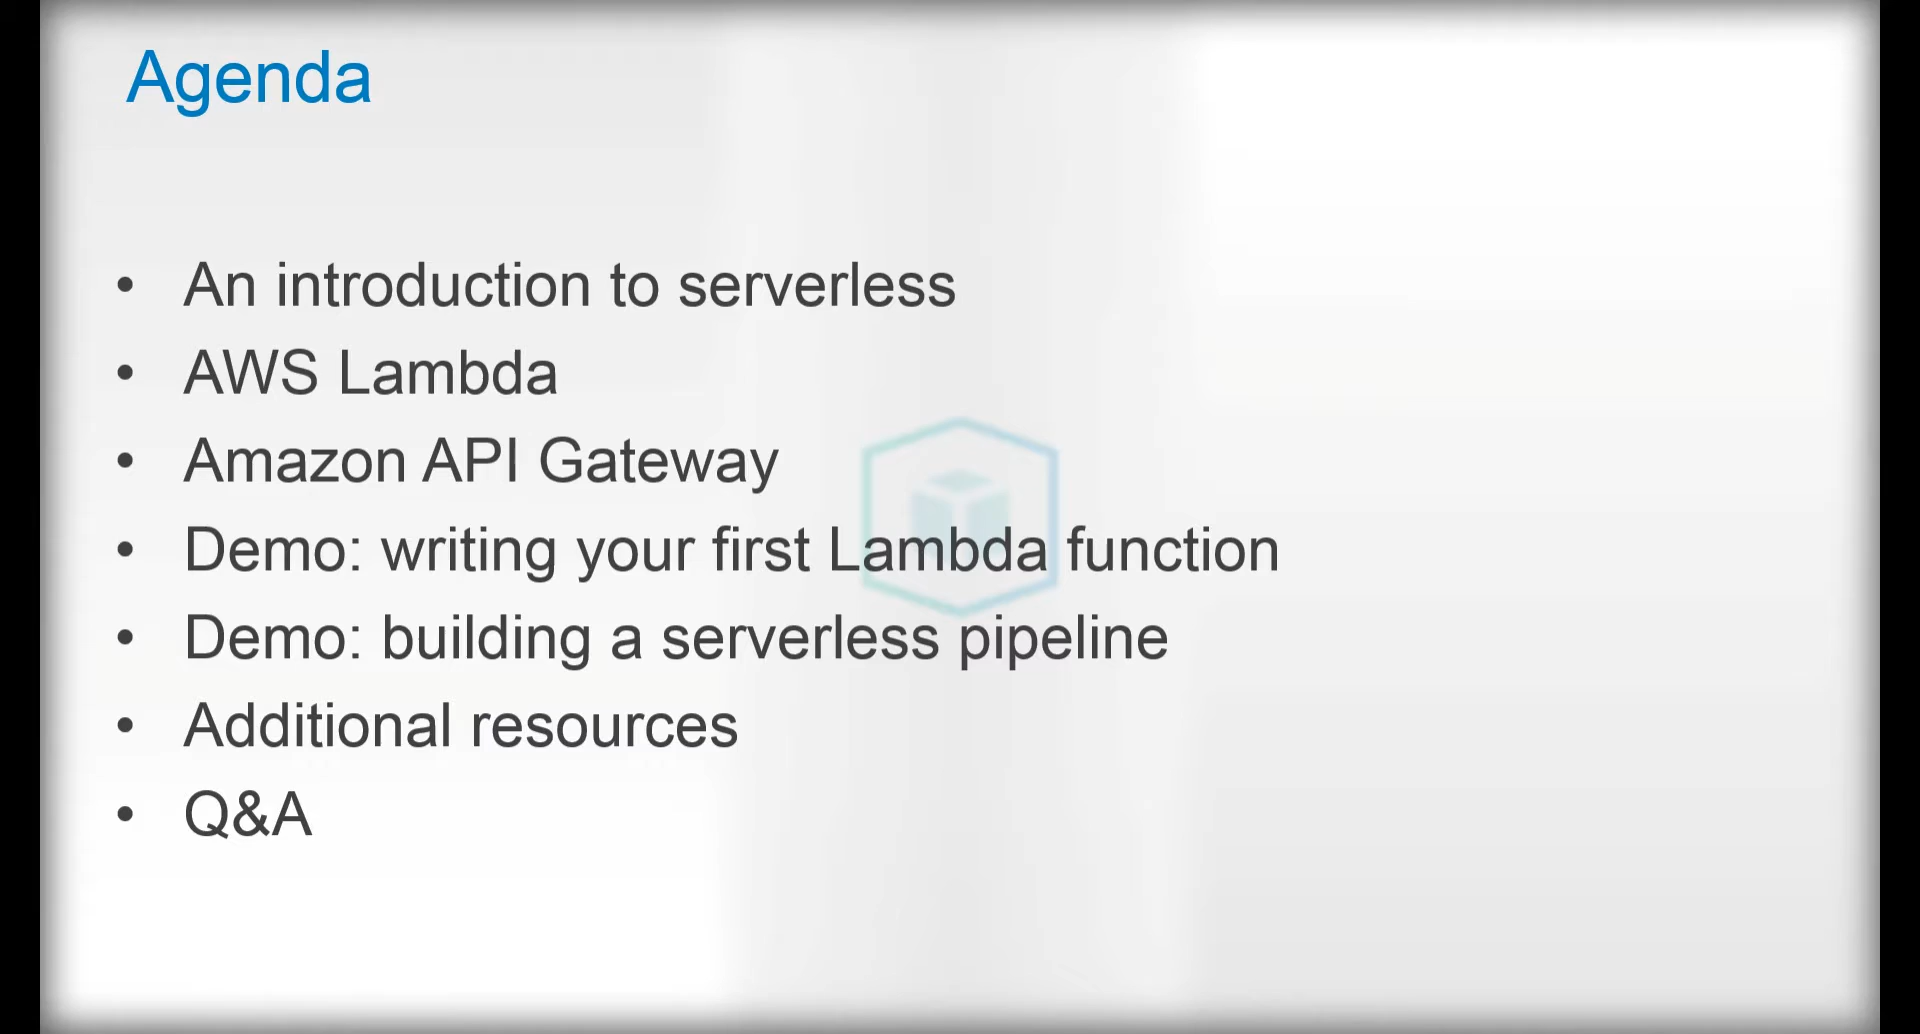 Agenda
• An introduction to serverless
• AWS Lambda
• Amazon API Gateway
• Demo: writing your first Lambda function
• Demo: building a serverless pipeline
• Additional resources
• Q&A